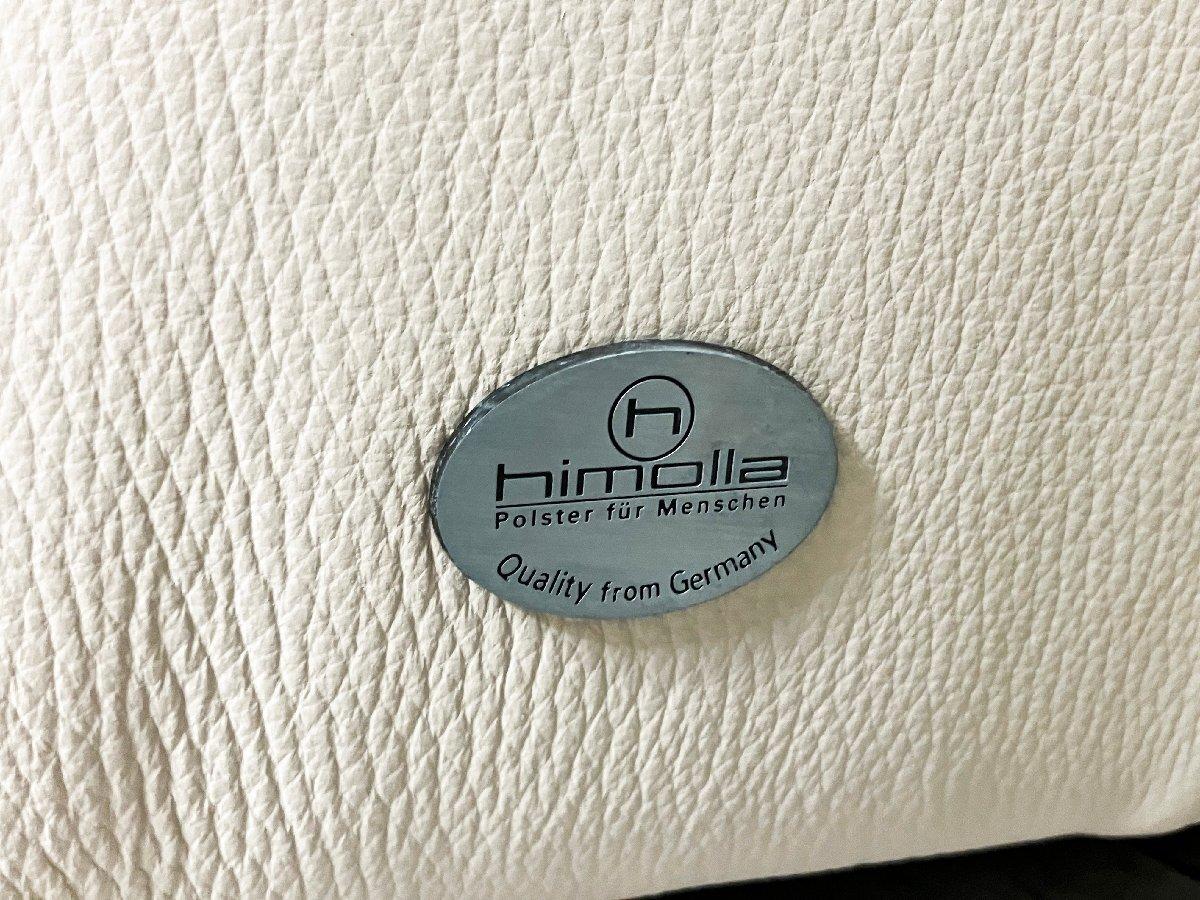 h
himolla
Polster für Menschen
Quality from Germany